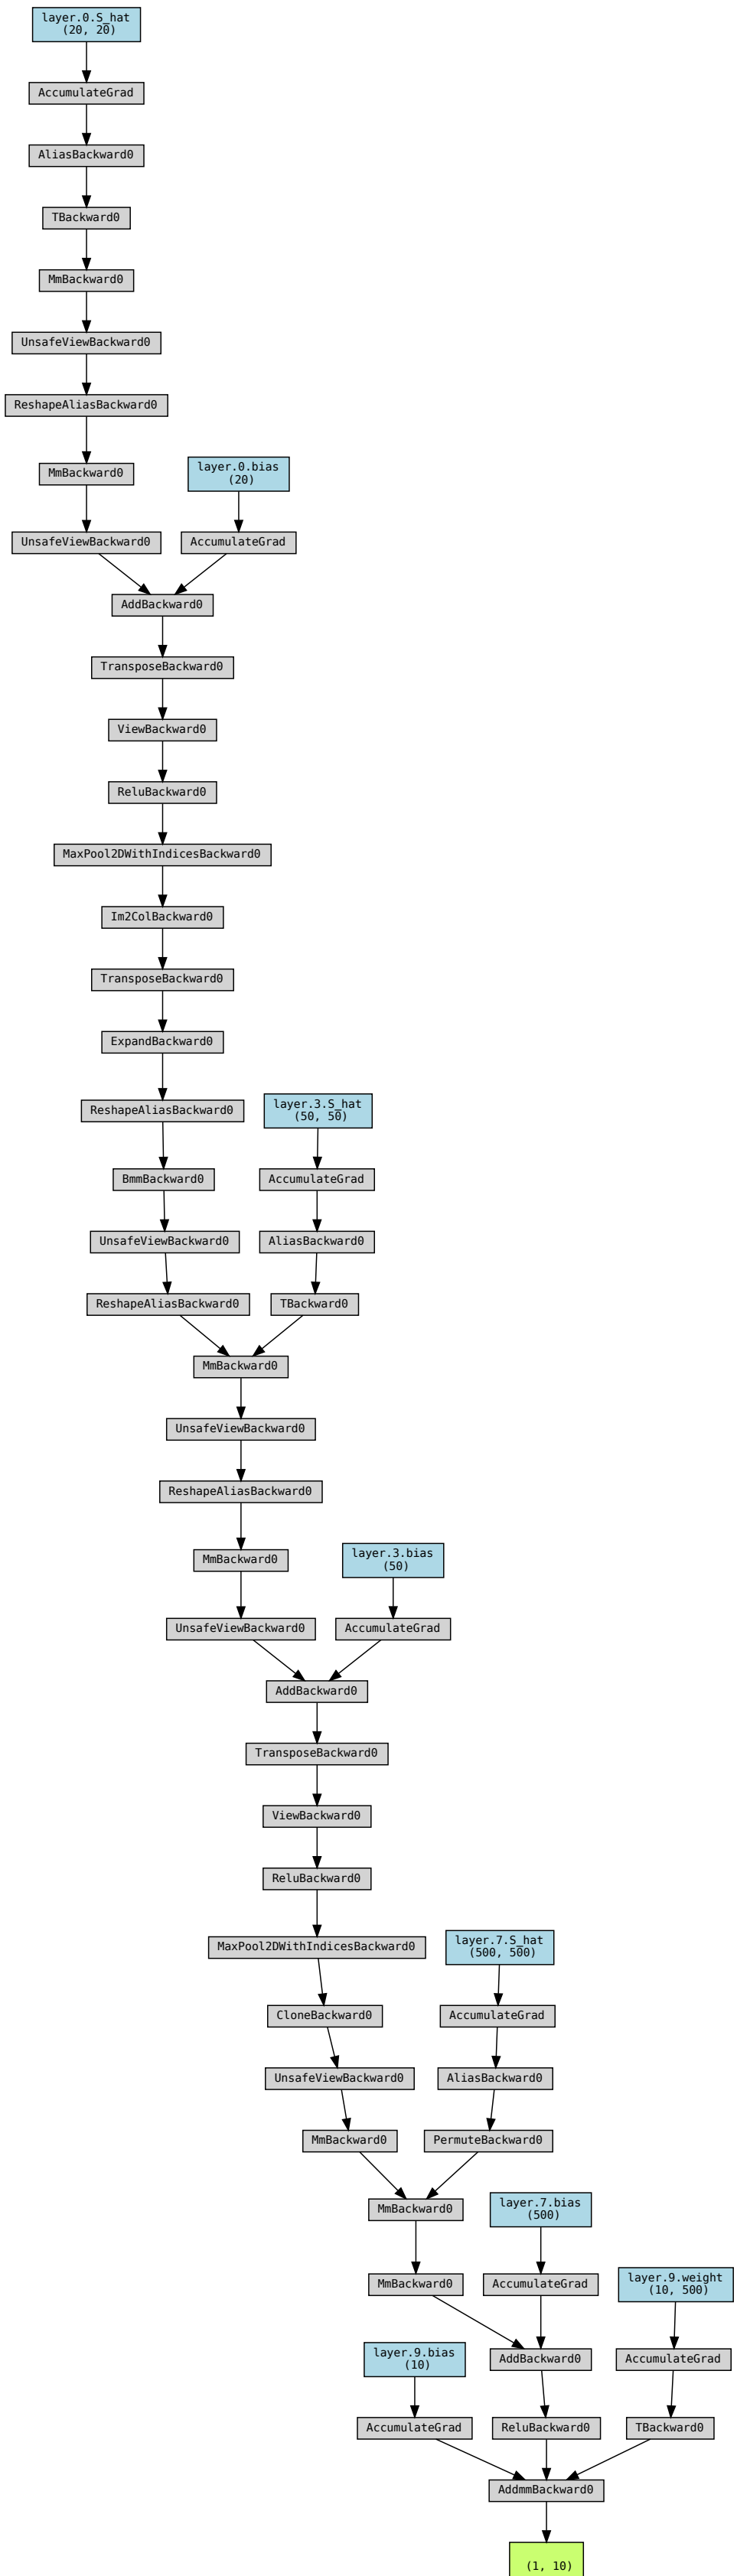 layer.0.S_hat
(20, 20)
AccumulateGrad
AliasBackward0
TBackward0
MmBackward0
UnsafeViewBackward0
ReshapeAliasBackward0
MmBackward0
layer.0.bias
(20)
UnsafeViewBackward0
AccumulateGrad
AddBackward0
TransposeBackward0
ViewBackward0
ReluBackward0
MaxPool2DWithIndicesBackward0
Im2ColBackward0
TransposeBackward0
ExpandBackward0
ReshapeAliasBackward0
layer.3.S_hat
(50, 50)
BmmBackward0
AccumulateGrad
UnsafeViewBackward0
AliasBackward0
ReshapeAliasBackward0
TBackward0
MmBackward0
UnsafeViewBackward0
ReshapeAliasBackward0
MmBackward0
layer.3.bias
(50)
UnsafeViewBackward0
AccumulateGrad
AddBackward0
TransposeBackward0
ViewBackward0
ReluBackward0
MaxPool2DWithIndicesBackward0
layer.7.S_hat
(500, 500)
CloneBackward0
AccumulateGrad
UnsafeViewBackward0
AliasBackward0
MmBackward0
PermuteBackward0
MmBackward0
layer.7.bias
(500)
MmBackward0
AccumulateGrad
layer.9.weight
(10, 500)
layer.9.bias
(10)
AddBackward0
AccumulateGrad
AccumulateGrad
ReluBackward0
TBackward0
AddmmBackward0
(1, 10)